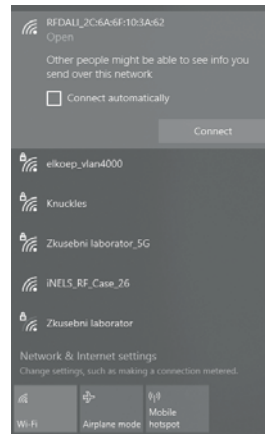 RFDALI_2C:6A:6F:10:3A:62
Open
Other people might be able to see info you
send over this network
Connect automatically
Connect
elkoep_vlan4000
Knuckles
Zkusebni laborator_5G
iNELS_RF_Case_26
Zkusebni laborator
Network & Internet settings
Change settings, such as making a connection metered.
Wi-Fi
Airplane mode
Mobile
hotspot